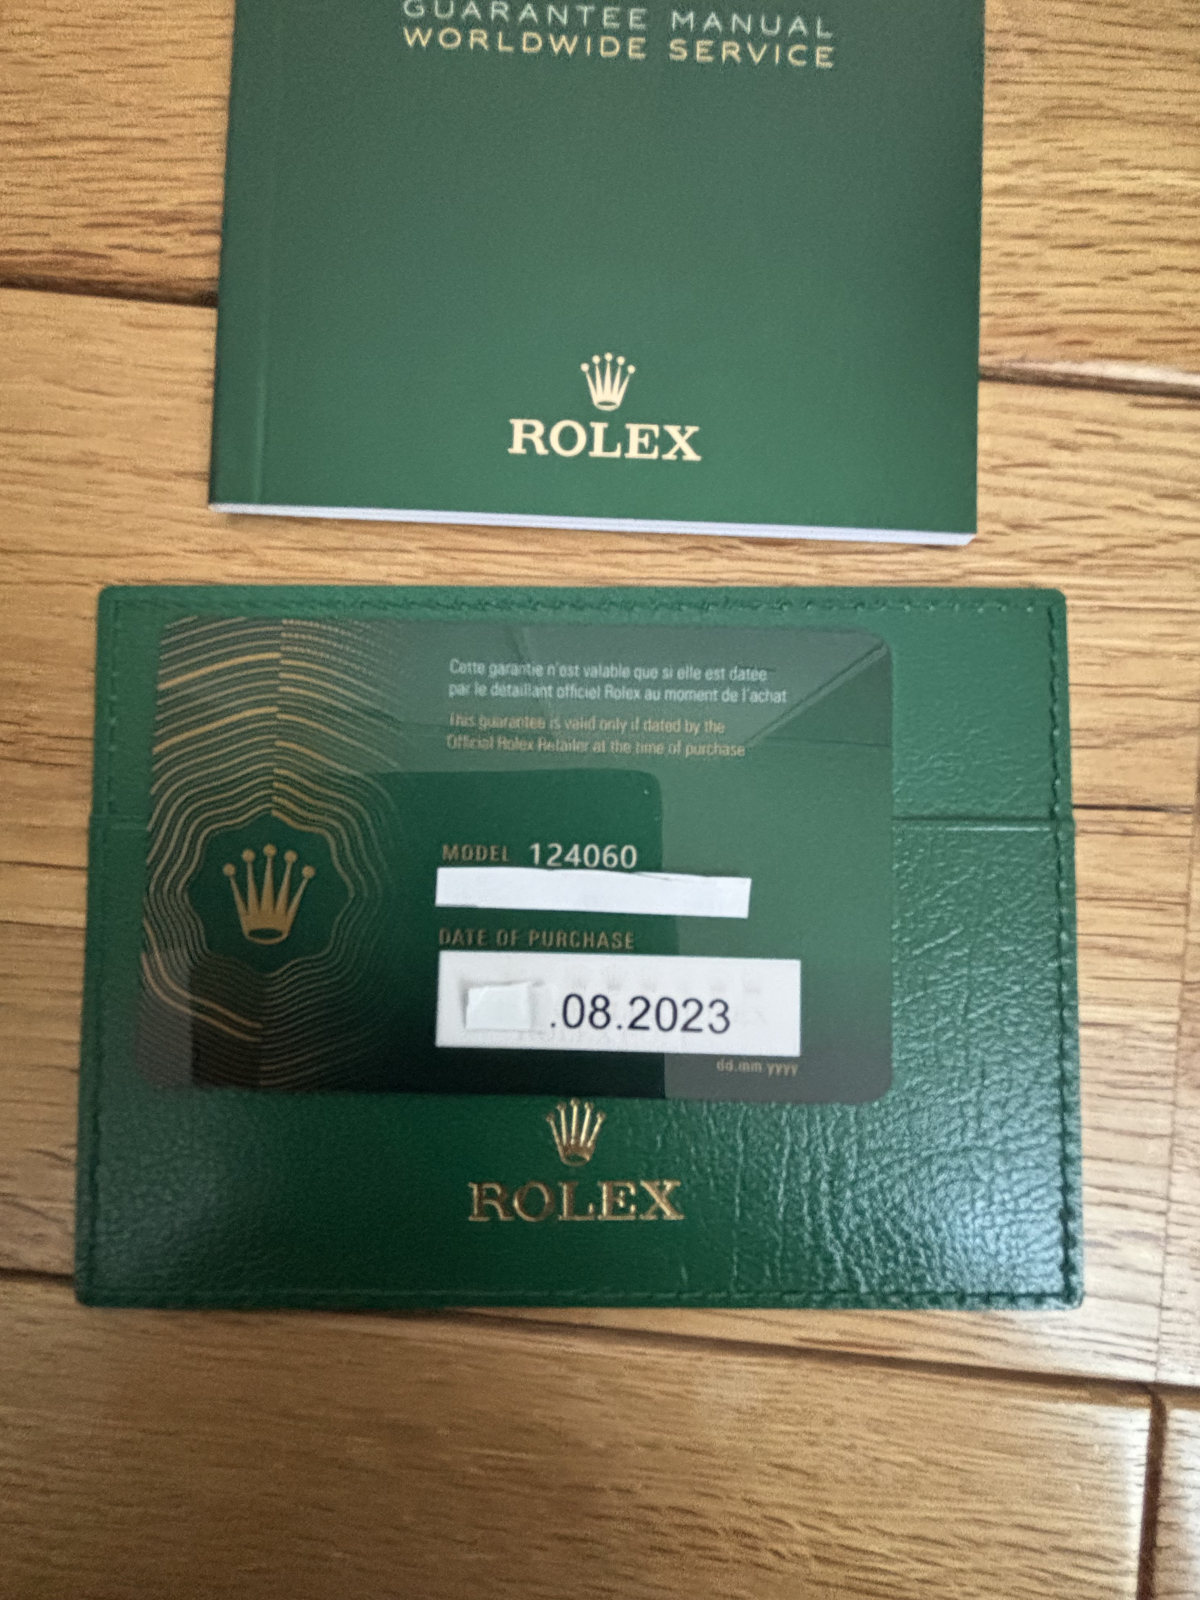 GUARANTEE MANUAL
WORLDWIDE SERVICE
ROLEX
Cette garantie n'est valable que si elle est datée
par le détaillant officiel Rolex au moment de l'achat
This guarantee is valid only if dated by the
Official Rolex Retailer at the time of purchase
MODEL 124060
DATE OF PURCHASE
.08.2023
dd.mm.yyyy
ROLEX